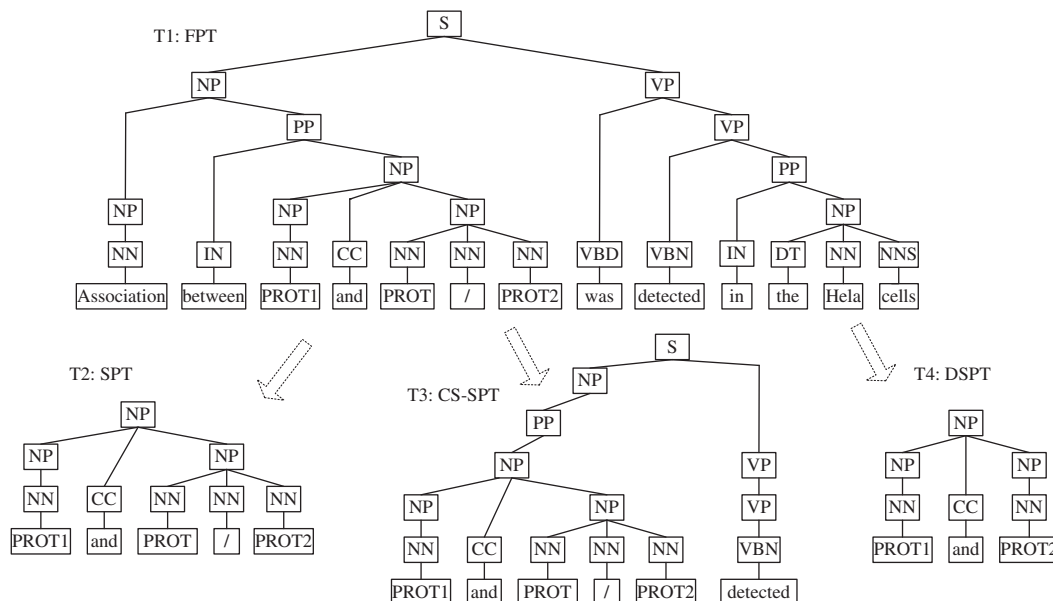 S
T1: FPT
NP VP
PP VP
NP PP
NP NP NP NP
NN IN NN CC NN NN NN VBD VBN IN DT NN NNS
Association between PROT1 and PROT / PROT2 was detected in the Hela cells
S
T2: SPT
T3: CS-SPT
T4: DSPT
NP
NP NP
NN CC NN NN NN
PROT1 and PROT / PROT2
NP
PP
NP VP
NP NP VP
NN CC NN NN NN VBN
PROT1 and PROT / PROT2 detected
NP
NP NP
NN CC NN
PROT1 and PROT2